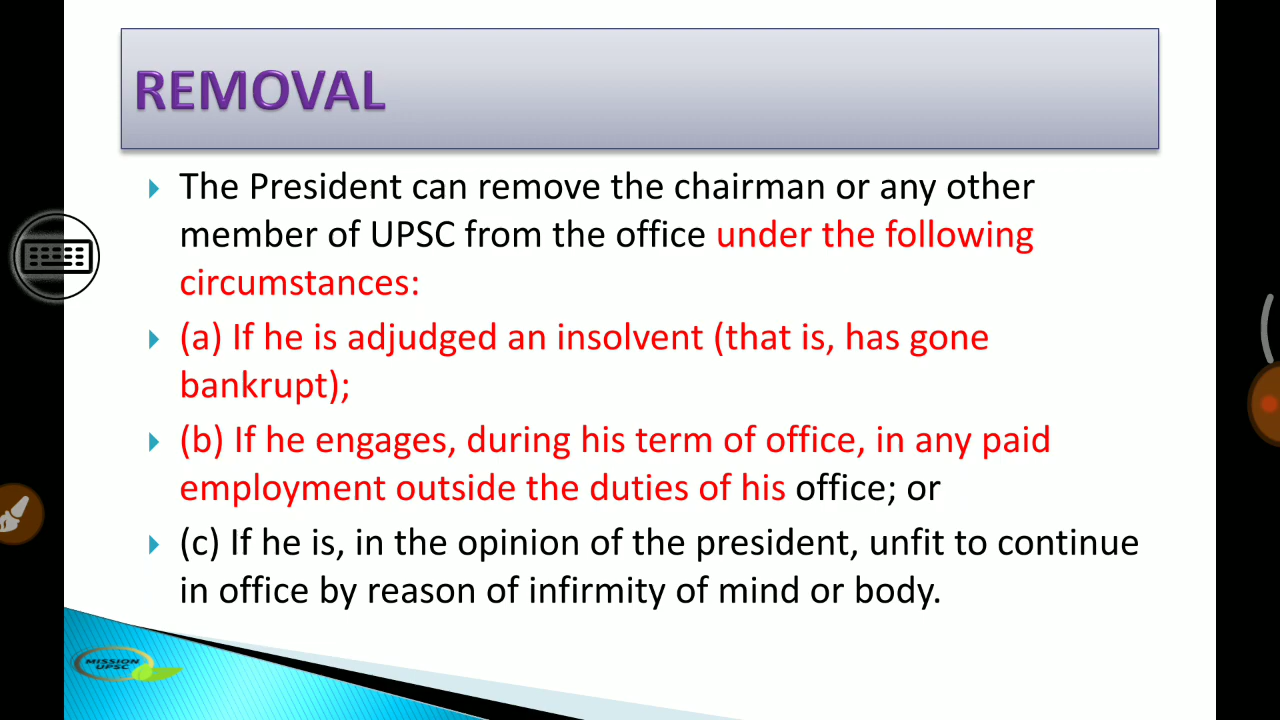 REMOVAL
The President can remove the chairman or any other
member of UPSC from the office under the following
circumstances:
(a) If he is adjudged an insolvent (that is, has gone
bankrupt);
(b) If he engages, during his term of office, in any paid
employment outside the duties of his office; or
(c) If he is, in the opinion of the president, unfit to continue
in office by reason of infirmity of mind or body.
MISSION
UPSC